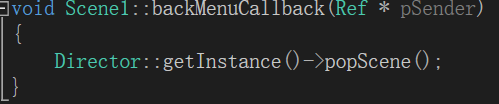 void Scene1::backMenuCallback(Ref * pSender)
{
    Director::getInstance()->popScene();
}